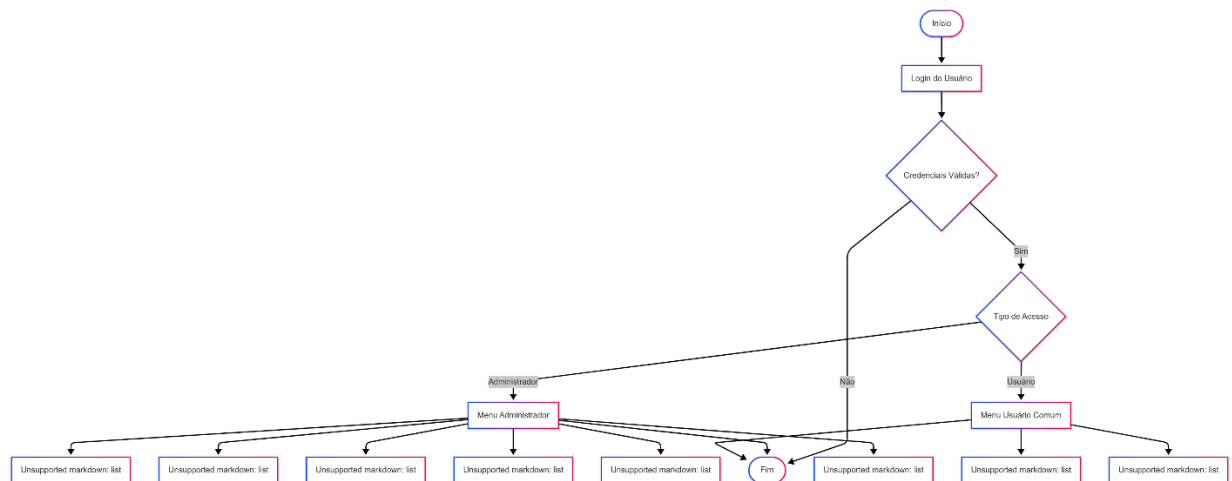 Início
Login do Usuário
Credenciais Válidas?
Sim
Tipo de Acesso
Administrador
Não
Usuário
Menu Administrador
Menu Usuário Comum
Unsupported markdown: list
Unsupported markdown: list
Unsupported markdown: list
Unsupported markdown: list
Unsupported markdown: list
Fim
Unsupported markdown: list
Unsupported markdown: list
Unsupported markdown: list